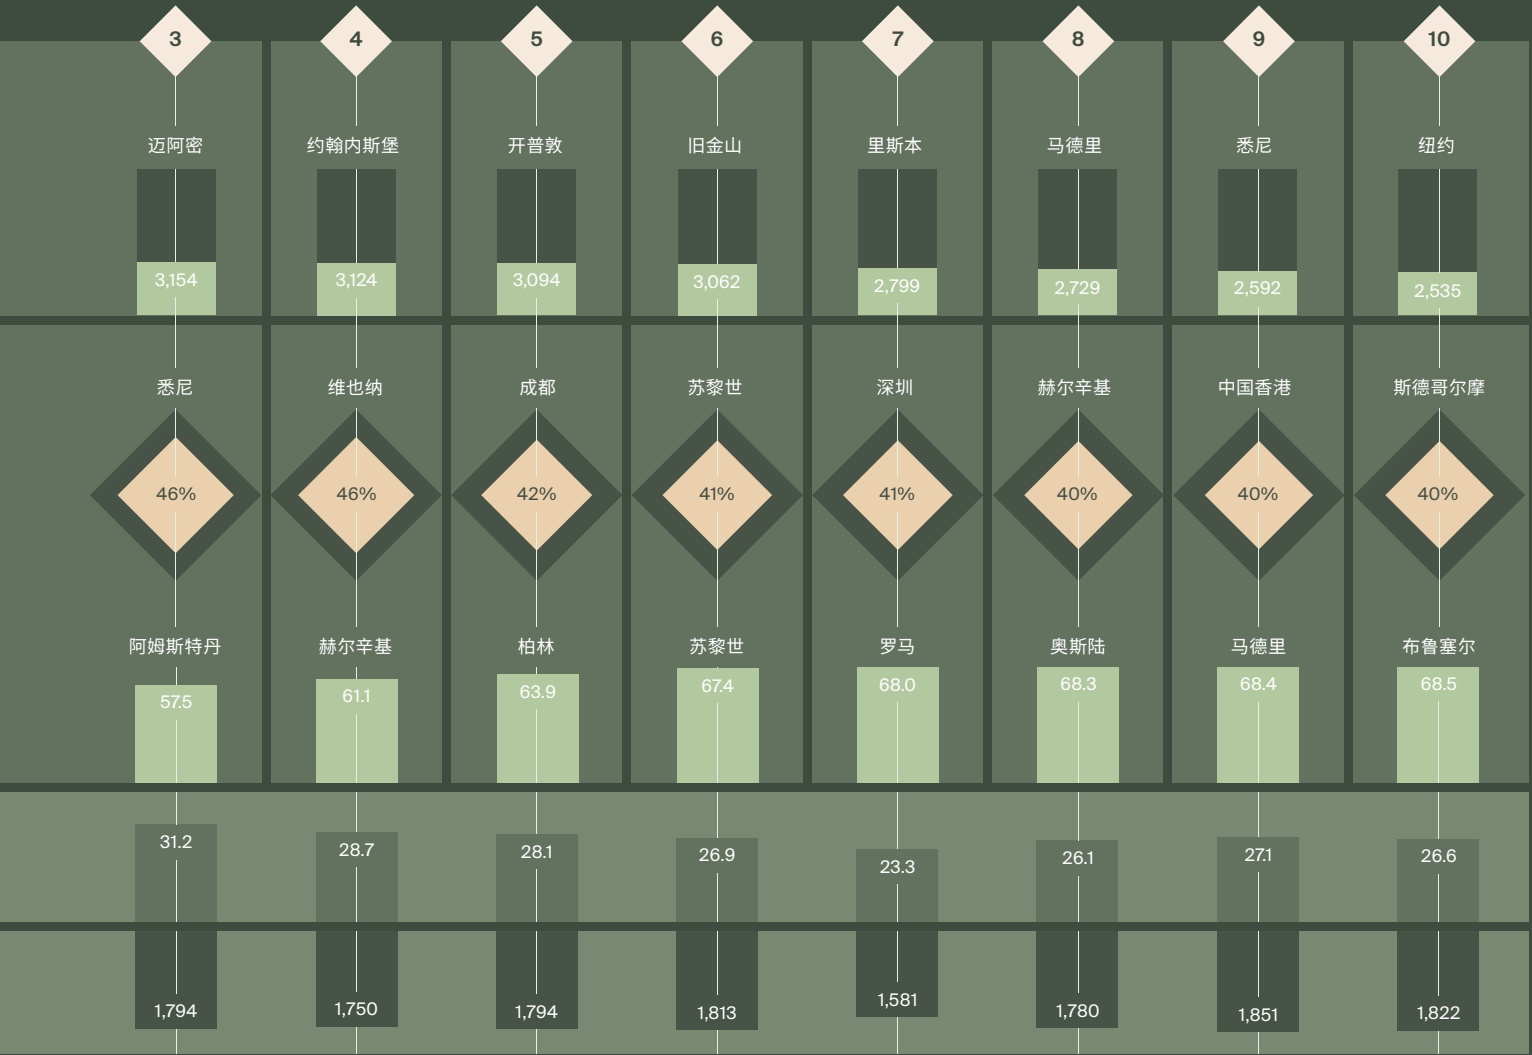 3 4 5 6 7 8 9 10
迈阿密 约翰内斯堡 开普敦 旧金山 里斯本 马德里 悉尼 纽约
3,154 3,124 3,094 3,062 2,799 2,729 2,592 2,535
悉尼 维也纳 成都 苏黎世 深圳 赫尔辛基 中国香港 斯德哥尔摩
46% 46% 42% 41% 41% 40% 40% 40%
阿姆斯特丹 赫尔辛基 柏林 苏黎世 罗马 奥斯陆 马德里 布鲁塞尔
57.5 61.1 63.9 67.4 68.0 68.3 68.4 68.5
31.2 28.7 28.1 26.9 23.3 26.1 27.1 26.6
1,794 1,750 1,794 1,813 1,581 1,780 1,851 1,822